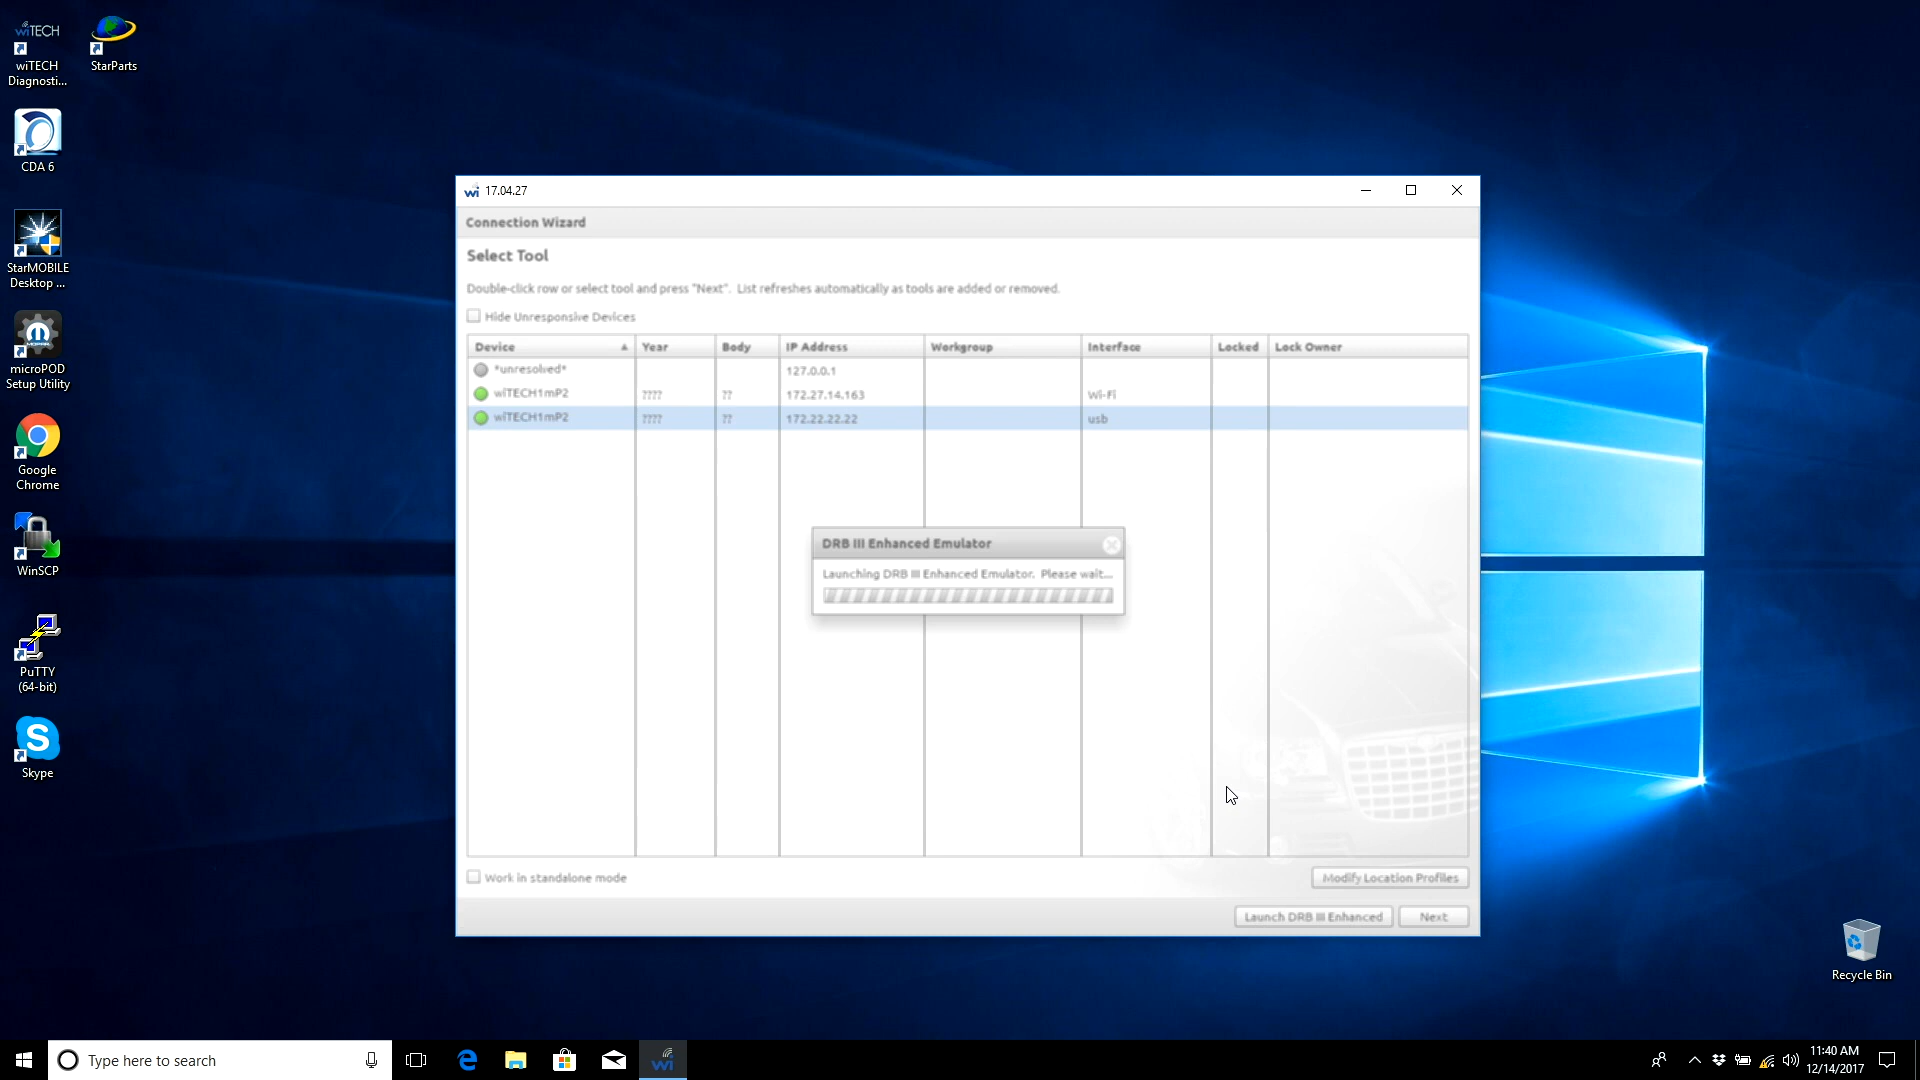 wiTECH
wiTECH
Diagnosti...
StarParts
CDA 6
StarMOBILE
Desktop ...
MOPAR
microPOD
Setup Utility
Google
Chrome
WinSCP
PuTTY
(64-bit)
S
Skype
wi 17.04.27
Connection Wizard
Select Tool
Double-click row or select tool and press "Next". List refreshes automatically as tools are added or removed.
Hide Unresponsive Devices
Device Year Body IP Address Workgroup Interface Locked Lock Owner
*unresolved* 127.0.0.1
wiTECH1mP2 ???? ?? 172.27.14.163 Wi-Fi
wiTECH1mP2 ???? ?? 172.22.22.22 usb
DRB III Enhanced Emulator
Launching DRB III Enhanced Emulator. Please wait...
Work in standalone mode
Modify Location Profiles
Launch DRB III Enhanced Next
Recycle Bin
Type here to search
wi
11:40 AM
12/14/2017